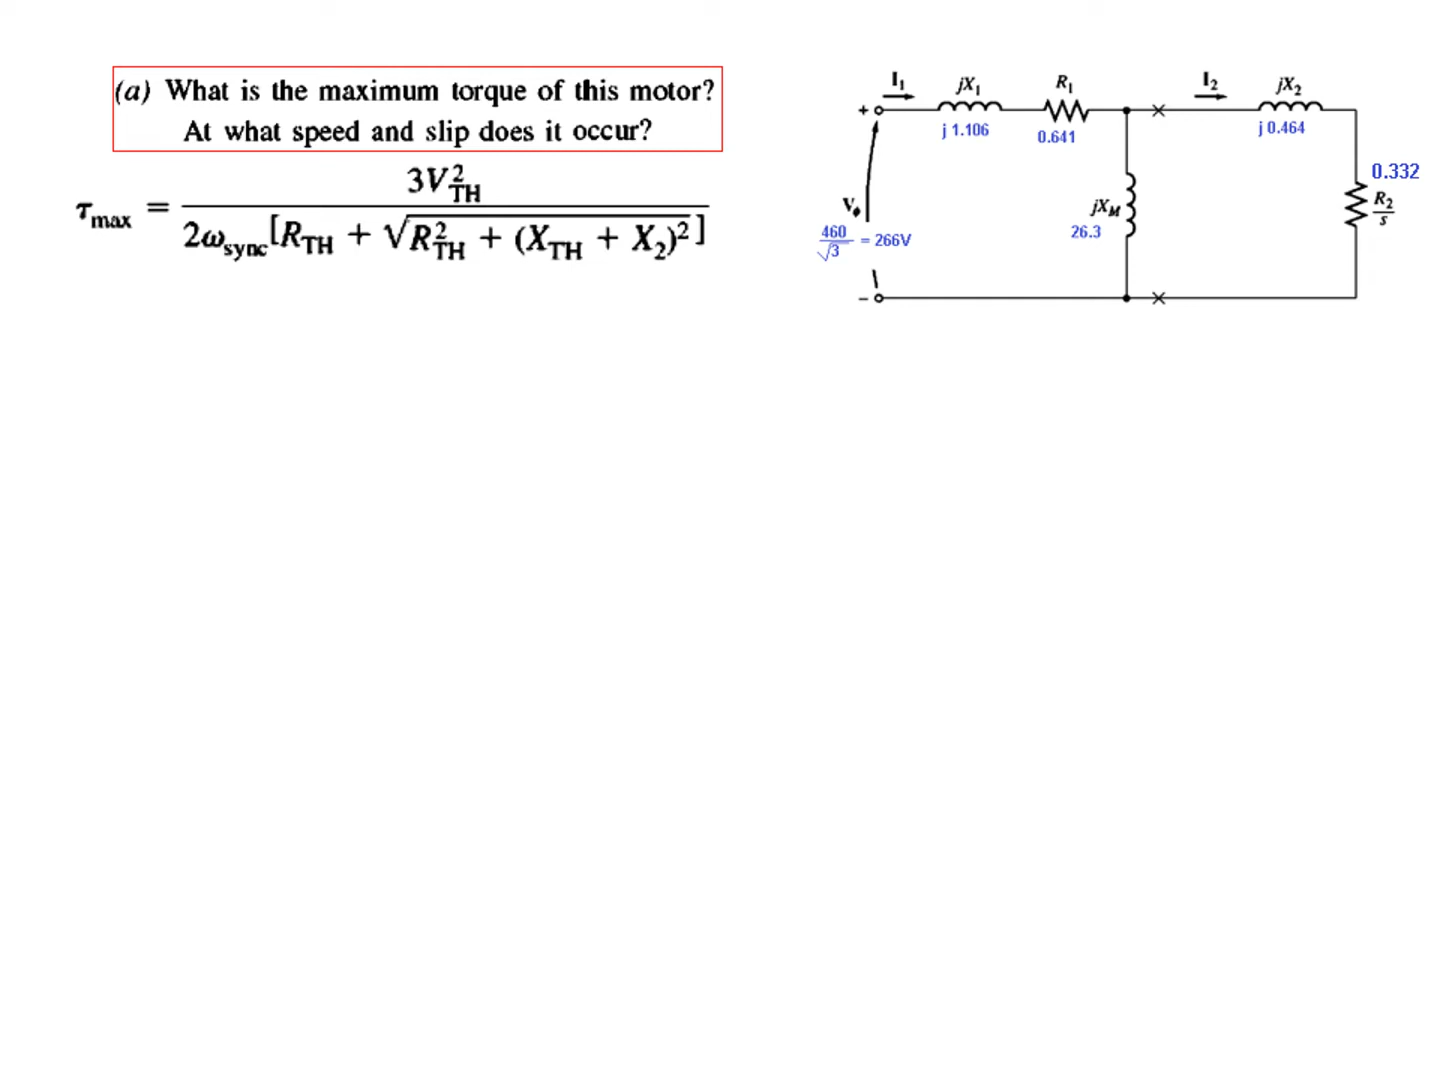 (a) What is the maximum torque of this motor?
At what speed and slip does it occur?
τmax = 3V²TH / 2ωsync[RTH + √R²TH + (XTH + X2)²]
I1 jX1 R1 I2 jX2
+ j 1.106 0.641 j 0.464
0.332
R2/s
Vϕ jXM
460/√3 = 266V 26.3
–